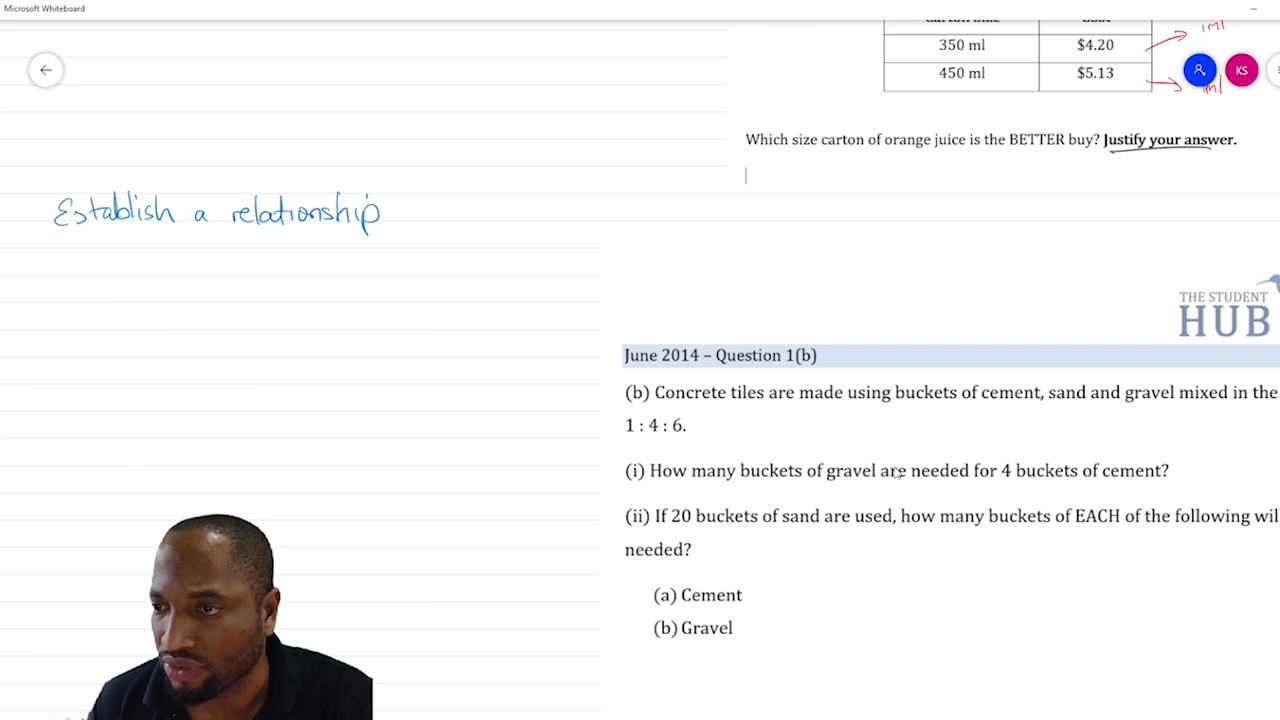 Microsoft Whiteboard
350 ml $4.20
1ml
450 ml $5.13
KS
1ml
Which size carton of orange juice is the BETTER buy? Justify your answer.
Establish a relationship
THE STUDENT
HUB
June 2014 – Question 1(b)
(b) Concrete tiles are made using buckets of cement, sand and gravel mixed in the
1 : 4 : 6.
(i) How many buckets of gravel are needed for 4 buckets of cement?
(ii) If 20 buckets of sand are used, how many buckets of EACH of the following wil
needed?
(a) Cement
(b) Gravel